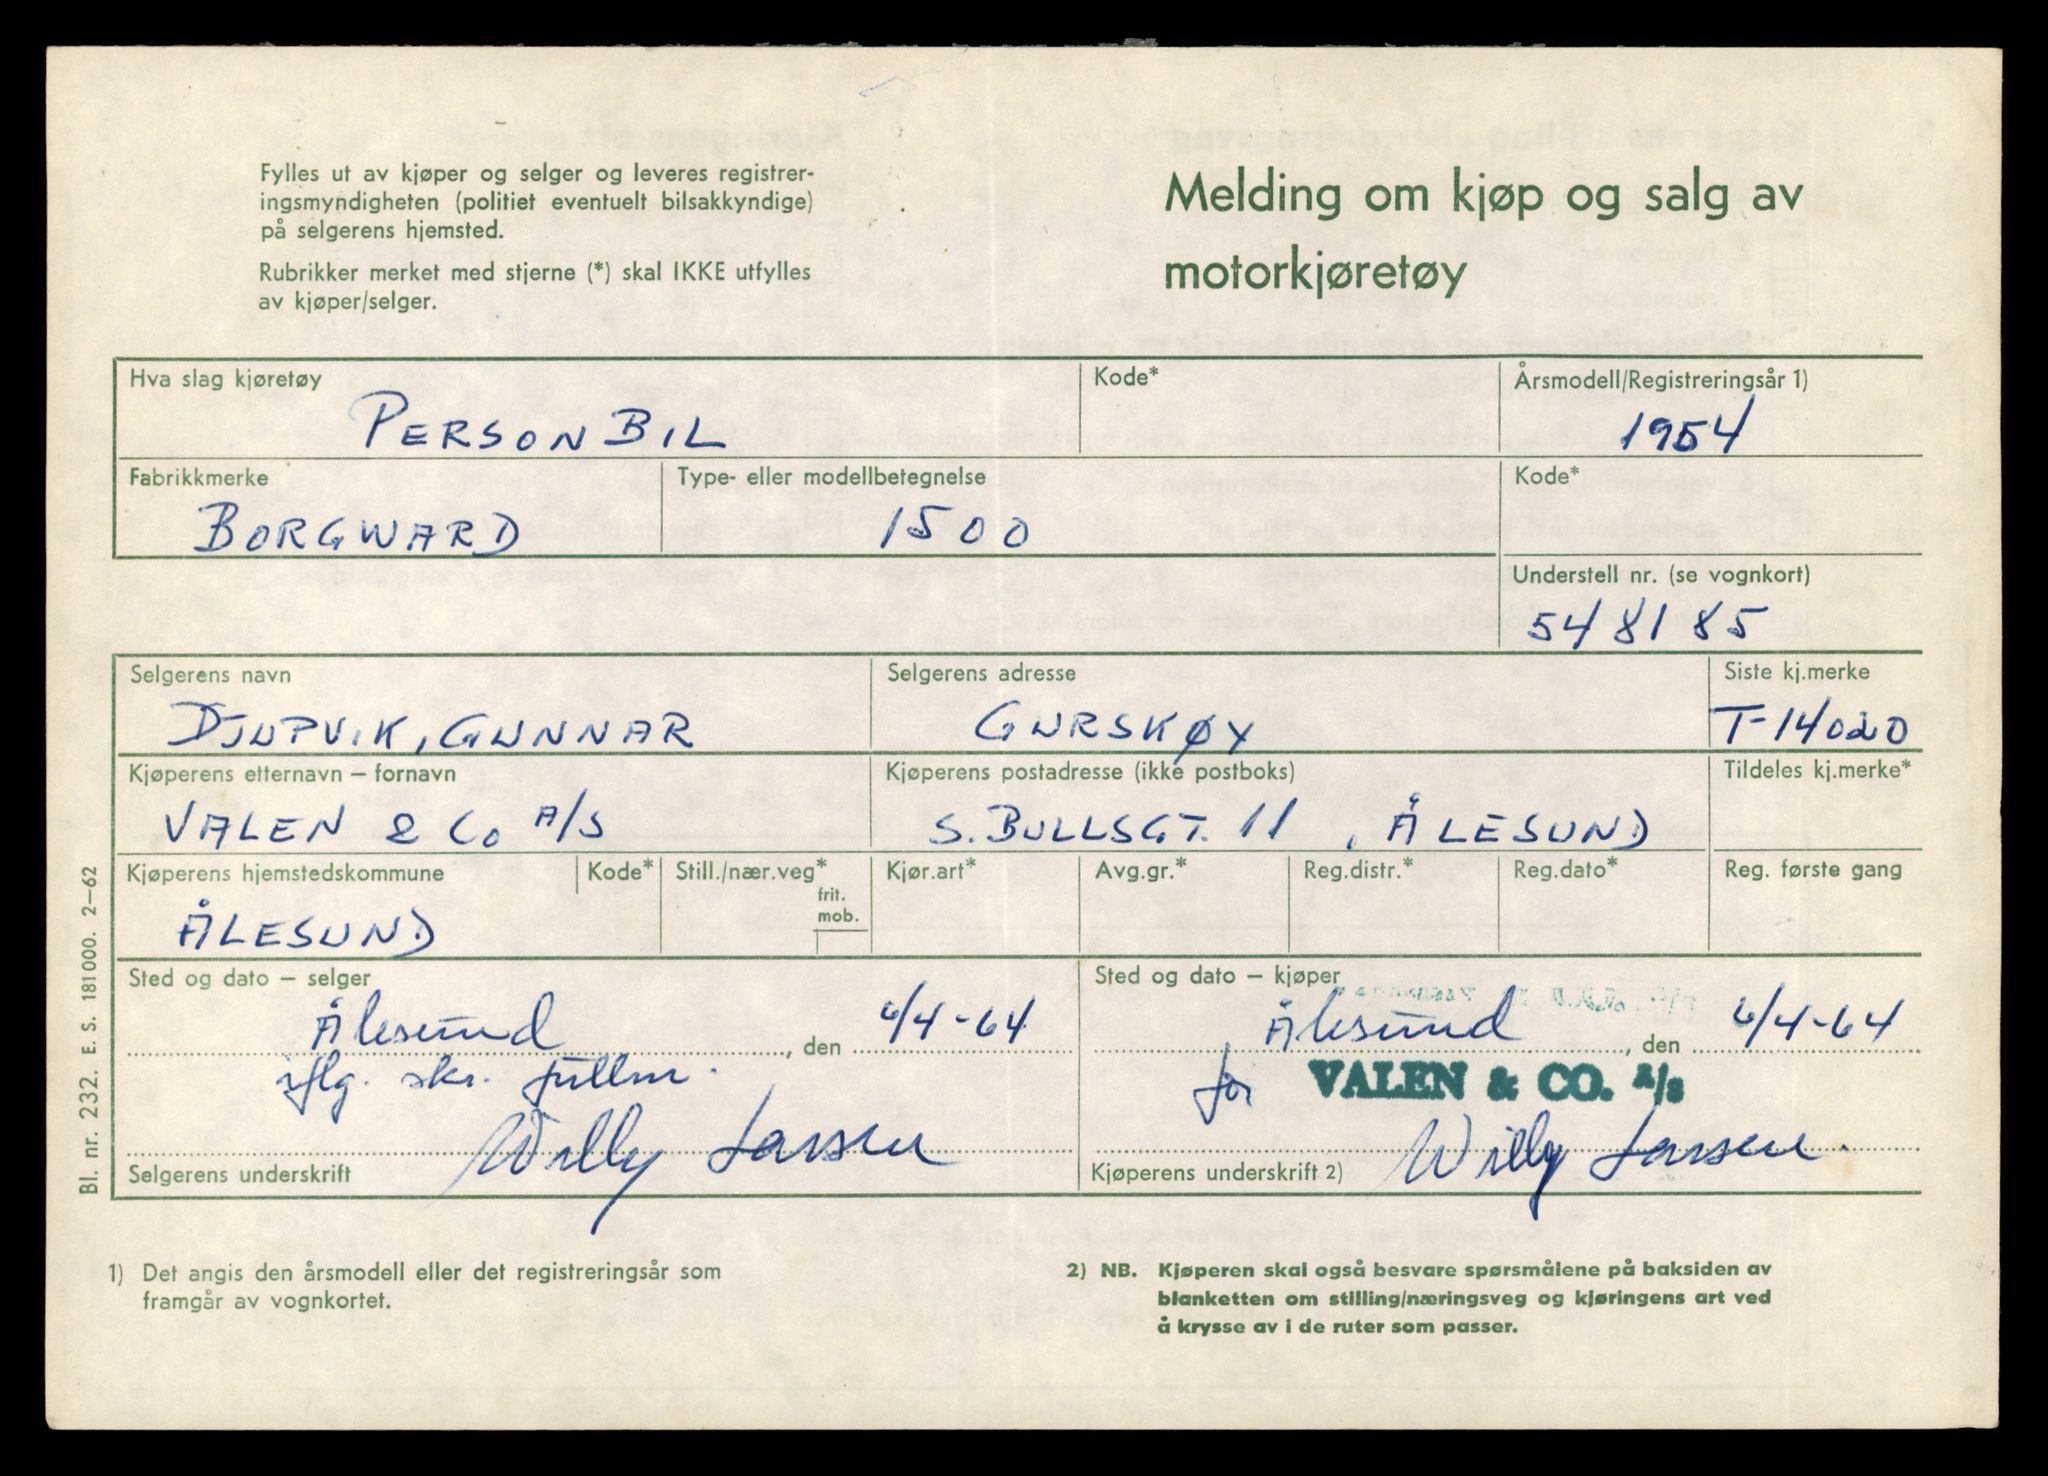 Fylles ut av kjøper og selger og leveres registrer-
ingsmyndigheten (politiet eventuelt bilsakkyndige)
på selgerens hjemsted.
Rubrikker merket med stjerne (*) skal IKKE utfylles
av kjøper/selger.
Melding om kjøp og salg av
motorkjøretøy
Hva slag kjøretøy
PERSONBIL
Kode*
Årsmodell/Registreringsår 1)
1954
Fabrikkmerke
BORGWARD
Type- eller modellbetegnelse
1500
Kode*
Understell nr. (se vognkort)
548185
Selgerens navn
DJUPVIK, GUNNAR
Selgerens adresse
GURSKØY
Siste kj.merke
T-14020
Kjøperens etternavn – fornavn
VALEN & Co A/S
Kjøperens postadresse (ikke postboks)
S. BULLSGT. 11, ÅLESUND
Tildeles kj.merke*
Kjøperens hjemstedskommune
ÅLESUND
Kode*
Still./nær.veg*
frit.
mob.
Kjør.art*
Avg.gr.*
Reg.distr.*
Reg.dato*
Reg. første gang
Sted og dato – selger
Ålesund, den 6/4-64
iflg. skr. fullm.
Willy Larsen
Selgerens underskrift
Sted og dato – kjøper
Ålesund, den 6/4-64
for VALEN & CO. A/S
Willy Larsen.
Kjøperens underskrift 2)
Bl. nr. 232. E. S. 181000. 2–62
1) Det angis den årsmodell eller det registreringsår som
framgår av vognkortet.
2) NB. Kjøperen skal også besvare spørsmålene på baksiden av
blanketten om stilling/næringsveg og kjøringens art ved
å krysse av i de ruter som passer.